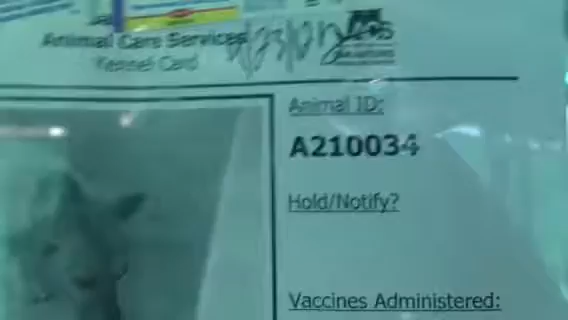 Animal Care Services
Kennel Card
Animal ID:
A210034
Hold/Notify?
Vaccines Administered: